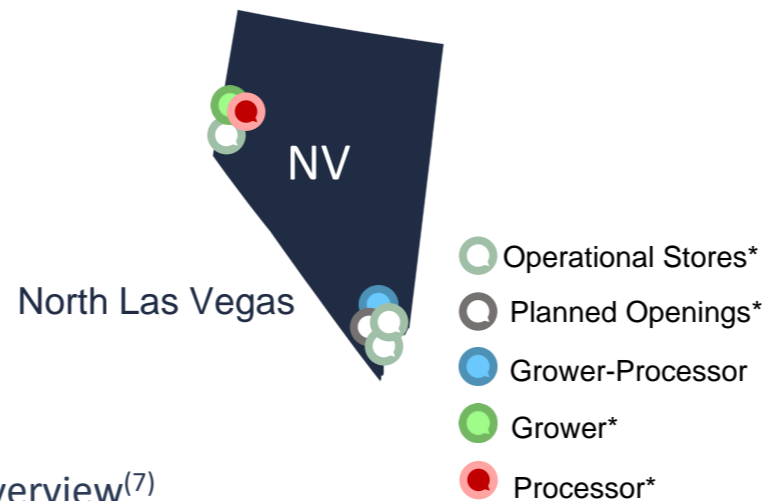 NV
North Las Vegas
Operational Stores*
Planned Openings*
Grower-Processor
Grower*
Processor*
verview(7)